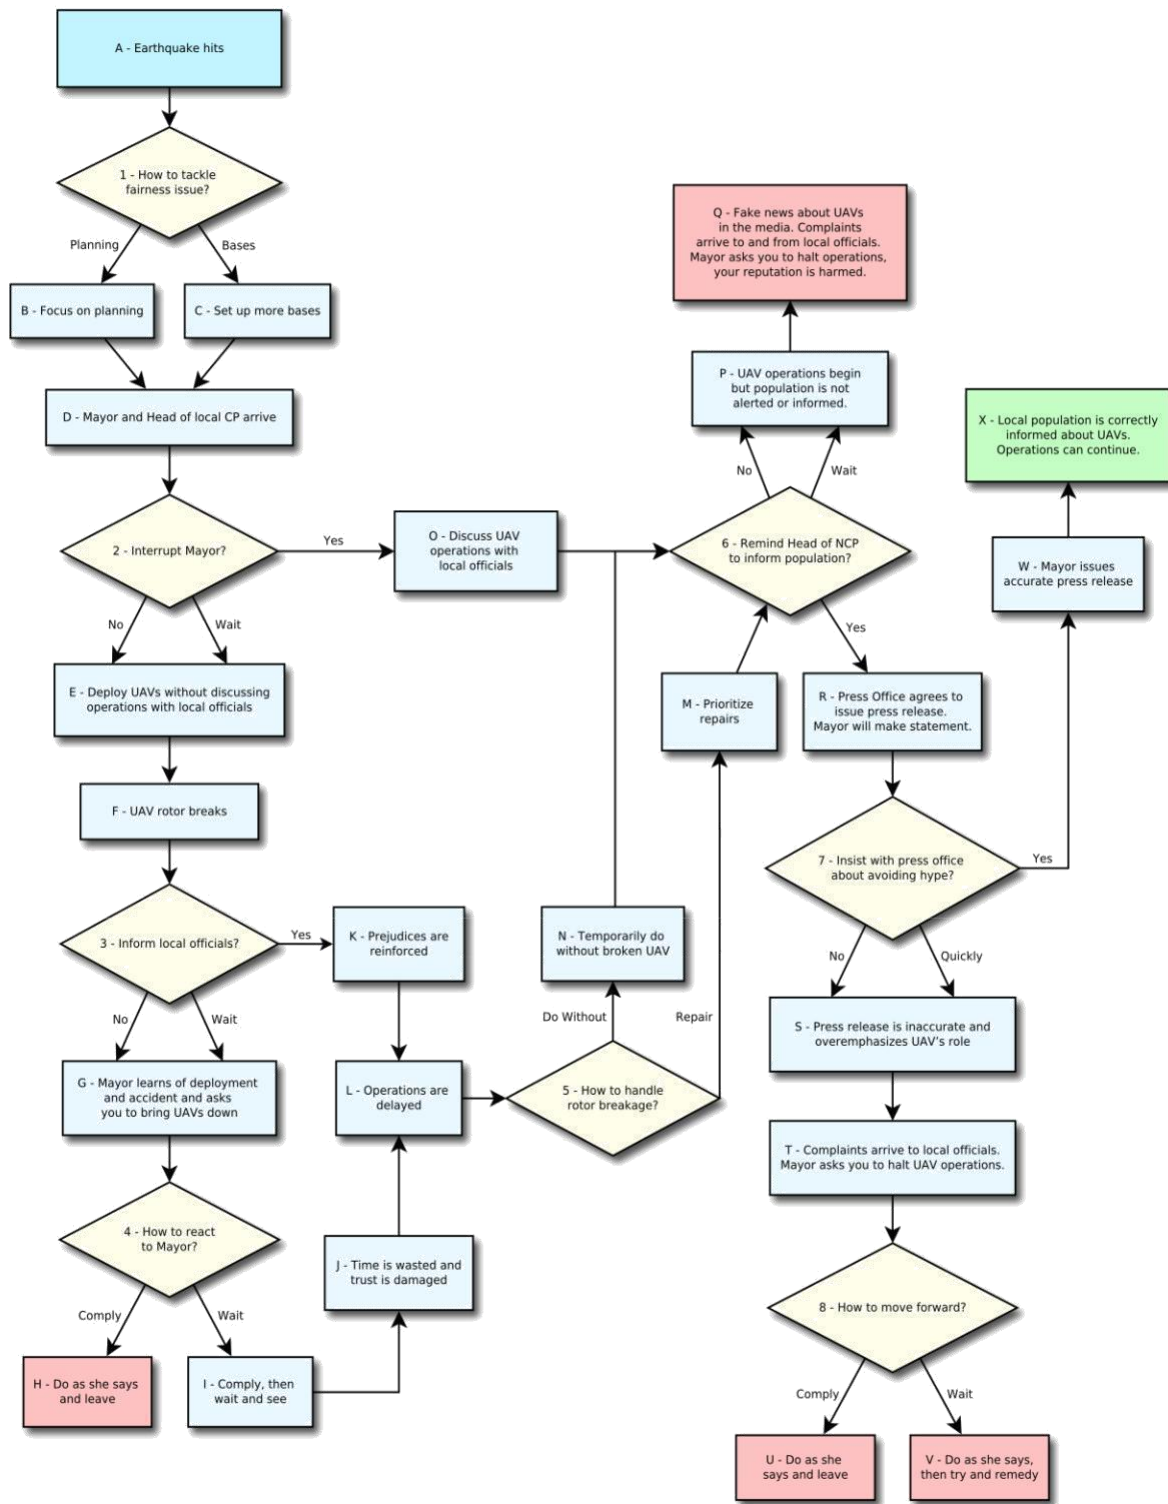 A - Earthquake hits
1 - How to tackle
fairness issue?
Planning
Bases
B - Focus on planning
C - Set up more bases
D - Mayor and Head of local CP arrive
2 - Interrupt Mayor?
Yes
No
Wait
O - Discuss UAV
operations with
local officials
E - Deploy UAVs without discussing
operations with local officials
F - UAV rotor breaks
3 - Inform local officials?
Yes
No
Wait
K - Prejudices are
reinforced
G - Mayor learns of deployment
and accident and asks
you to bring UAVs down
L - Operations are
delayed
4 - How to react
to Mayor?
Comply
Wait
J - Time is wasted and
trust is damaged
H - Do as she says
and leave
I - Comply, then
wait and see
5 - How to handle
rotor breakage?
Do Without
Repair
N - Temporarily do
without broken UAV
M - Prioritize
repairs
Q - Fake news about UAVs
in the media. Complaints
arrive to and from local officials.
Mayor asks you to halt operations,
your reputation is harmed.
P - UAV operations begin
but population is not
alerted or informed.
No
Wait
6 - Remind Head of NCP
to inform population?
Yes
R - Press Office agrees to
issue press release.
Mayor will make statement.
X - Local population is correctly
informed about UAVs.
Operations can continue.
W - Mayor issues
accurate press release
7 - Insist with press office
about avoiding hype?
Yes
No
Quickly
S - Press release is inaccurate and
overemphasizes UAV's role
T - Complaints arrive to local officials.
Mayor asks you to halt UAV operations.
8 - How to move forward?
Comply
Wait
U - Do as she
says and leave
V - Do as she says,
then try and remedy